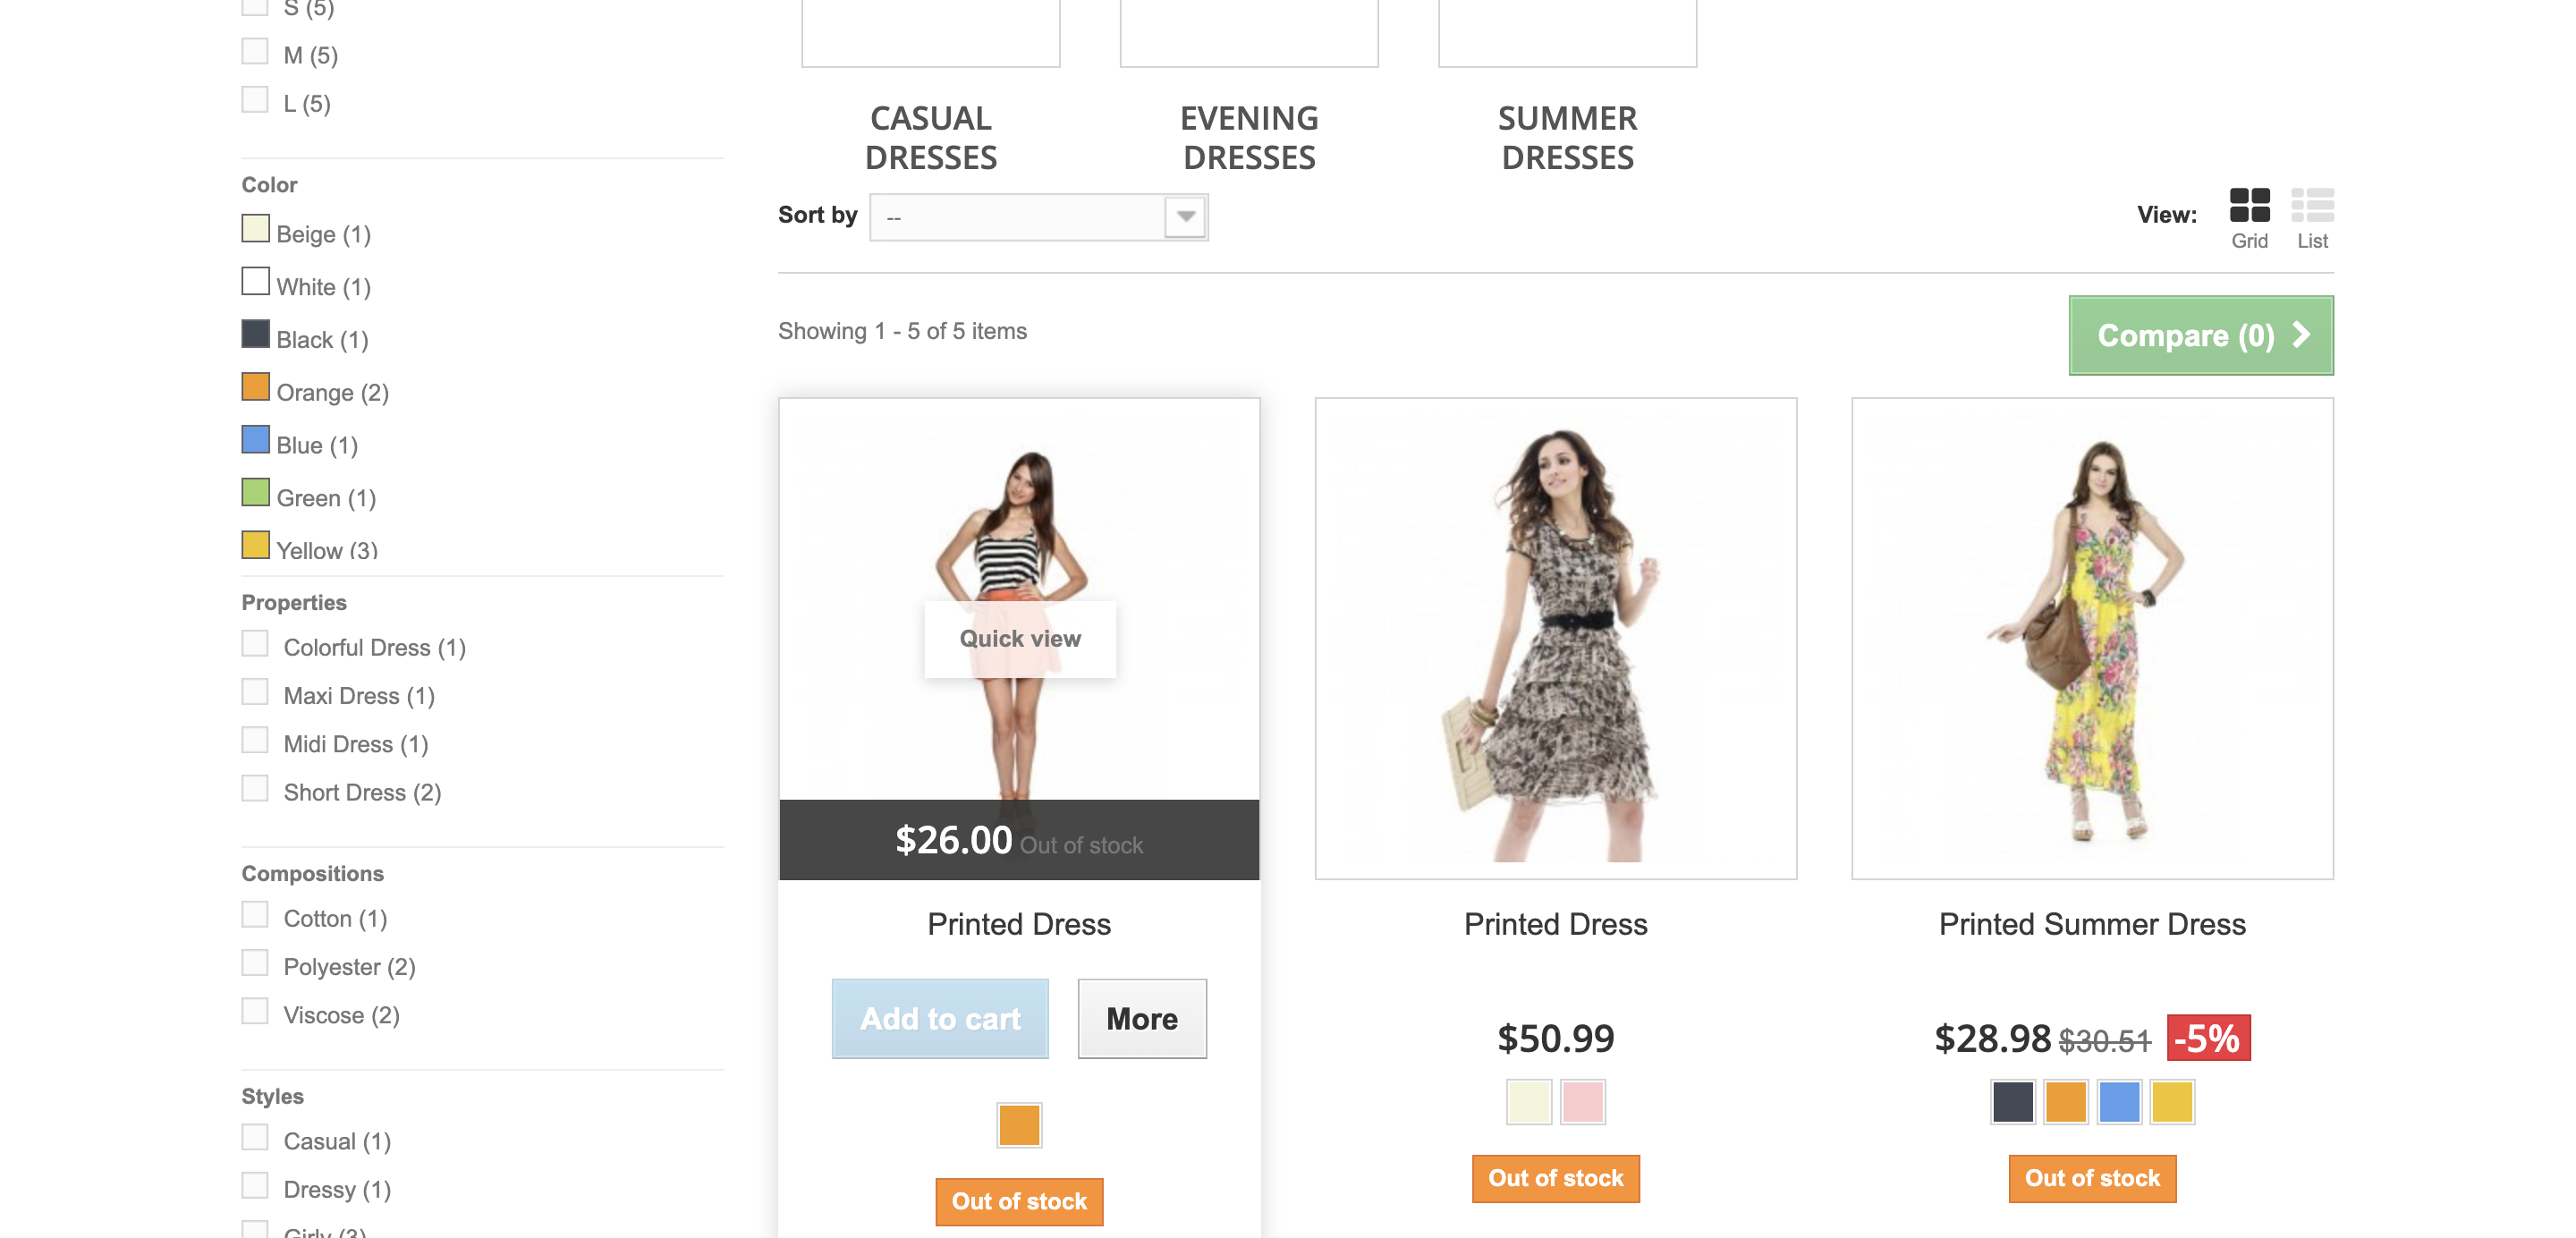 S (5)
M (5)
L (5)
Color
Beige (1)
White (1)
Black (1)
Orange (2)
Blue (1)
Green (1)
Yellow (3)
Properties
Colorful Dress (1)
Maxi Dress (1)
Midi Dress (1)
Short Dress (2)
Compositions
Cotton (1)
Polyester (2)
Viscose (2)
Styles
Casual (1)
Dressy (1)
Girly (3)
CASUAL
DRESSES
EVENING
DRESSES
SUMMER
DRESSES
Sort by --
View:
Grid
List
Showing 1 - 5 of 5 items
Compare (0)
Quick view
$26.00 Out of stock
Printed Dress
Add to cart
More
Out of stock
Printed Dress
$50.99
Out of stock
Printed Summer Dress
$28.98 $30.51 -5%
Out of stock